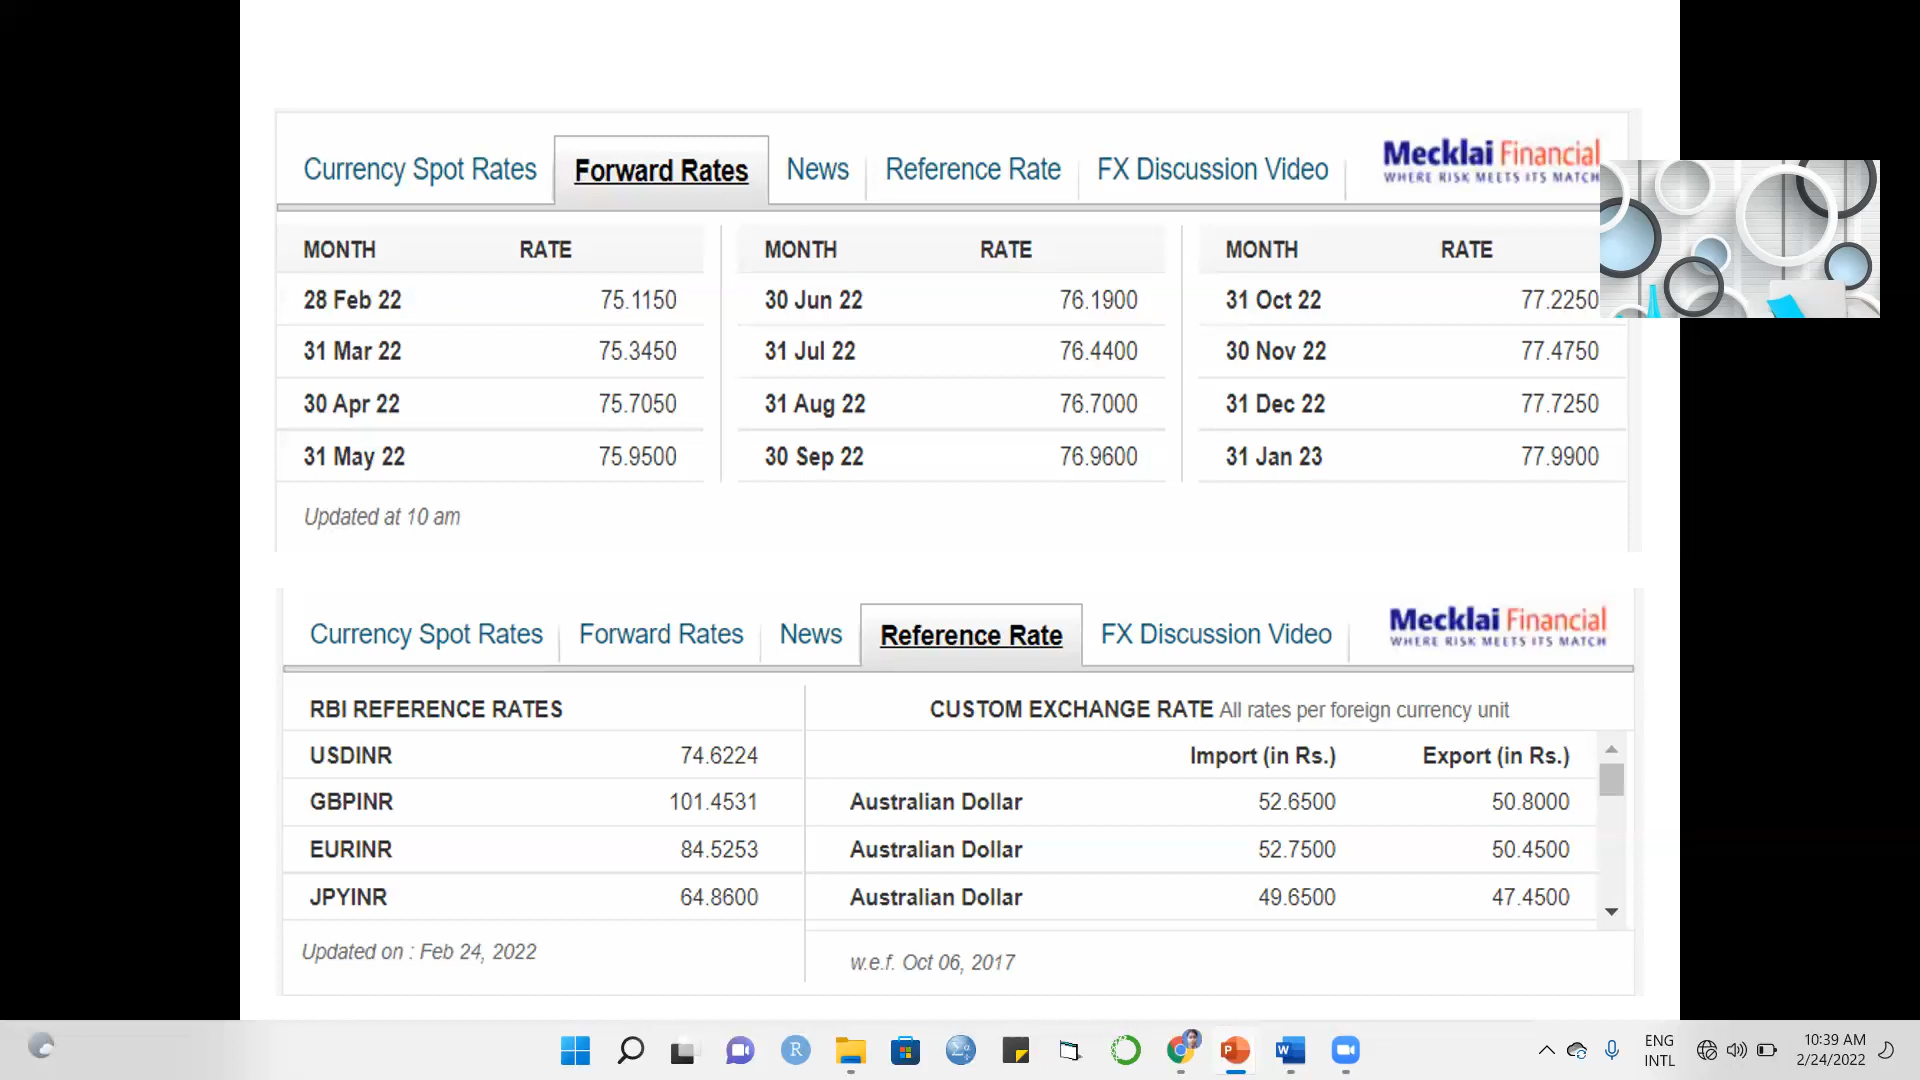 Currency Spot Rates Forward Rates News Reference Rate FX Discussion Video Mecklai Financial
WHERE RISK MEETS ITS MATCH
MONTH RATE MONTH RATE MONTH RATE
28 Feb 22 75.1150 30 Jun 22 76.1900 31 Oct 22 77.2250
31 Mar 22 75.3450 31 Jul 22 76.4400 30 Nov 22 77.4750
30 Apr 22 75.7050 31 Aug 22 76.7000 31 Dec 22 77.7250
31 May 22 75.9500 30 Sep 22 76.9600 31 Jan 23 77.9900
Updated at 10 am
Currency Spot Rates Forward Rates News Reference Rate FX Discussion Video Mecklai Financial
WHERE RISK MEETS ITS MATCH
RBI REFERENCE RATES CUSTOM EXCHANGE RATE All rates per foreign currency unit
USDINR 74.6224 Import (in Rs.) Export (in Rs.)
GBPINR 101.4531 Australian Dollar 52.6500 50.8000
EURINR 84.5253 Australian Dollar 52.7500 50.4500
JPYINR 64.8600 Australian Dollar 49.6500 47.4500
Updated on : Feb 24, 2022 w.e.f. Oct 06, 2017
ENG 10:39 AM
INTL 2/24/2022